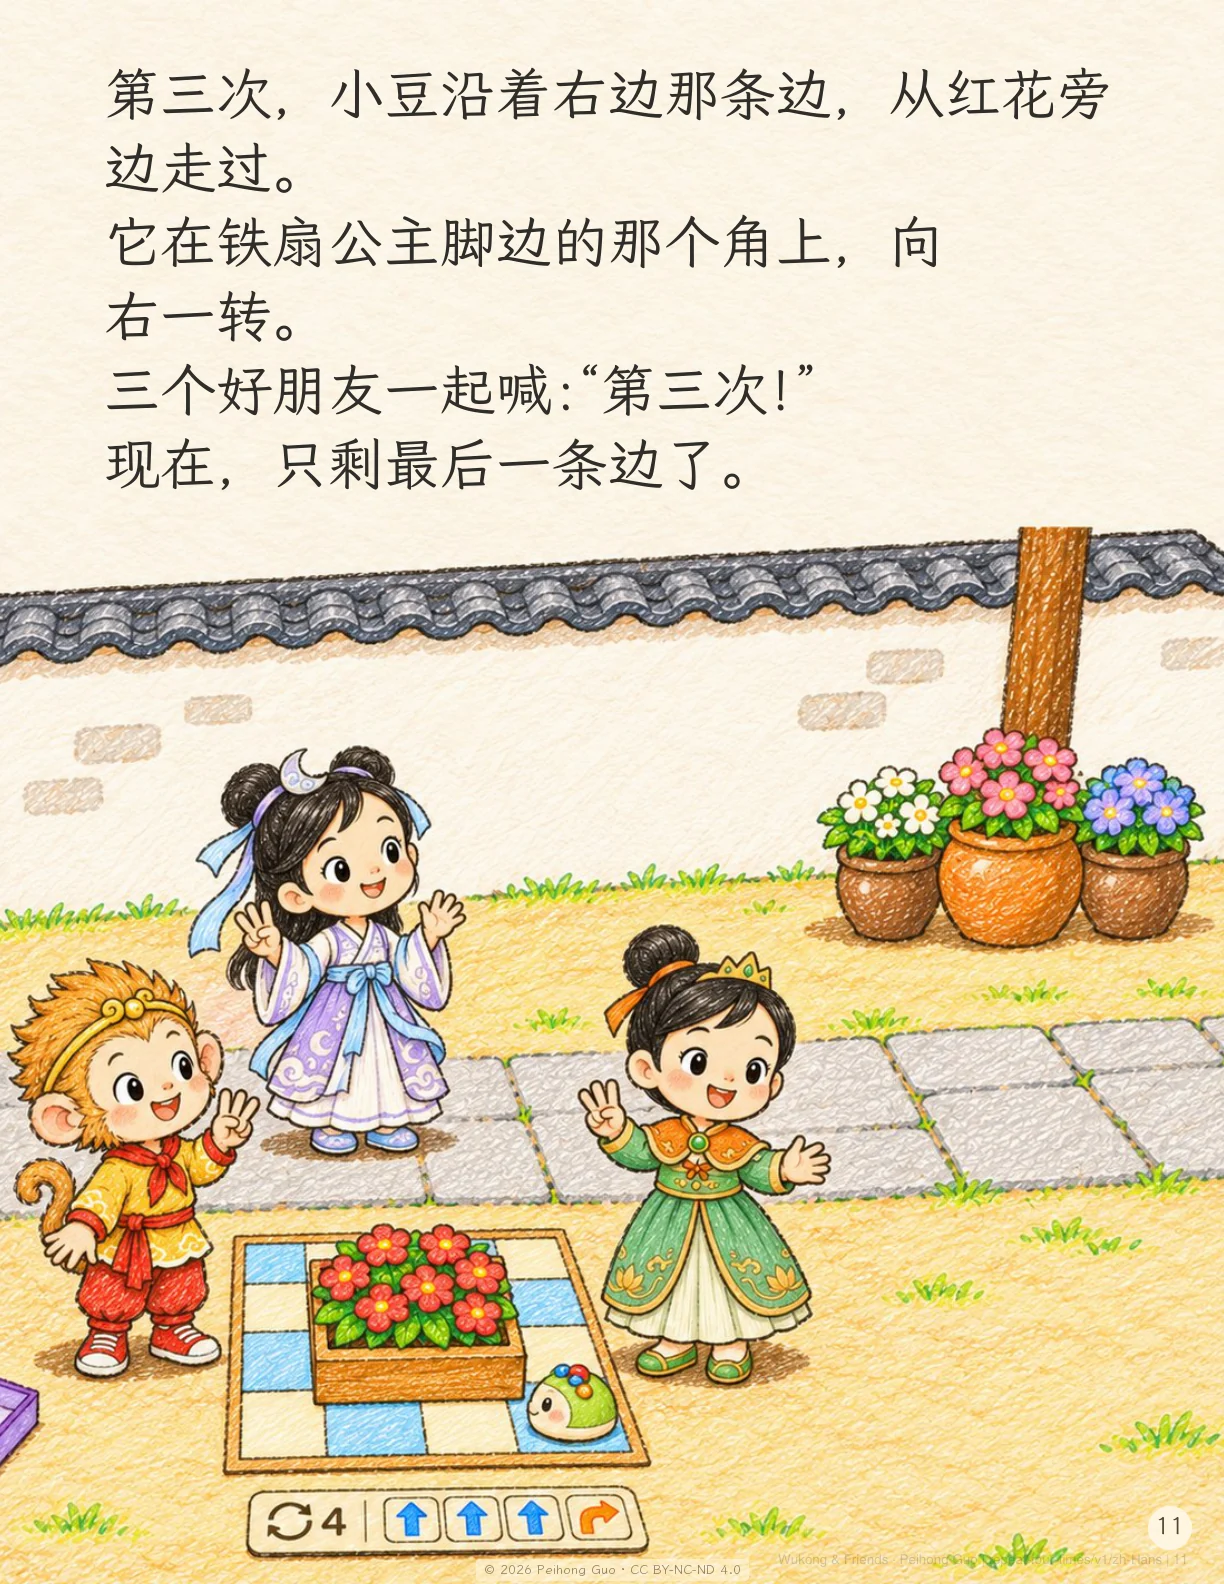 第三次，小豆沿着右边那条边，从红花旁
边走过。
它在铁扇公主脚边的那个角上，向
右一转。
三个好朋友一起喊：“第三次！”
现在，只剩最后一条边了。
4
11
© 2026 Peihong Guo · CC BY-NC-ND 4.0